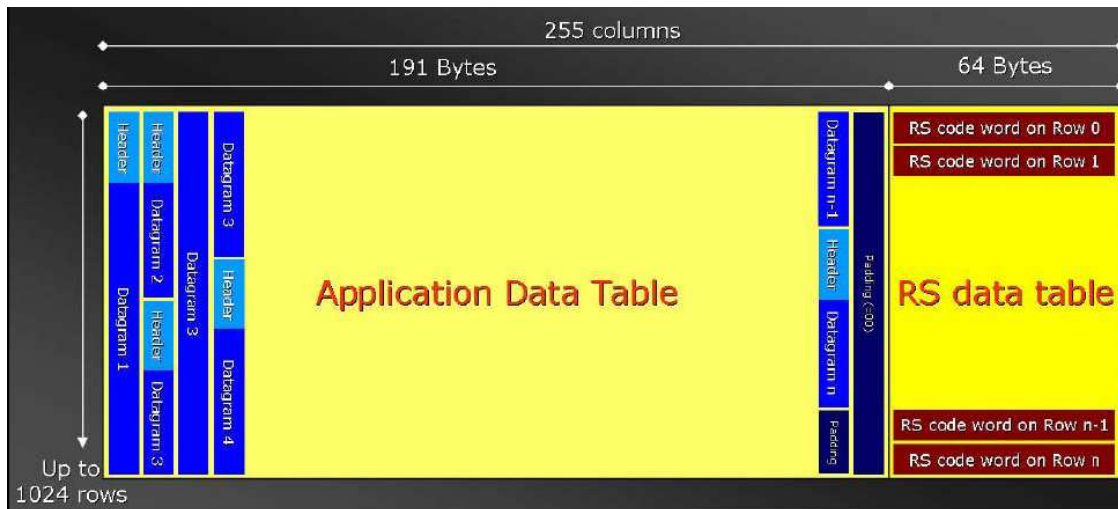 255 columns
191 Bytes
64 Bytes
Header
Datagram 1
Header
Datagram 2
Header
Datagram 3
Datagram 3
Datagram 3
Header
Datagram 4
Application Data Table
Datagram n-1
Header
Datagram n
Padding
Padding (=00)
RS code word on Row 0
RS code word on Row 1
RS data table
RS code word on Row n-1
RS code word on Row n
Up to
1024 rows